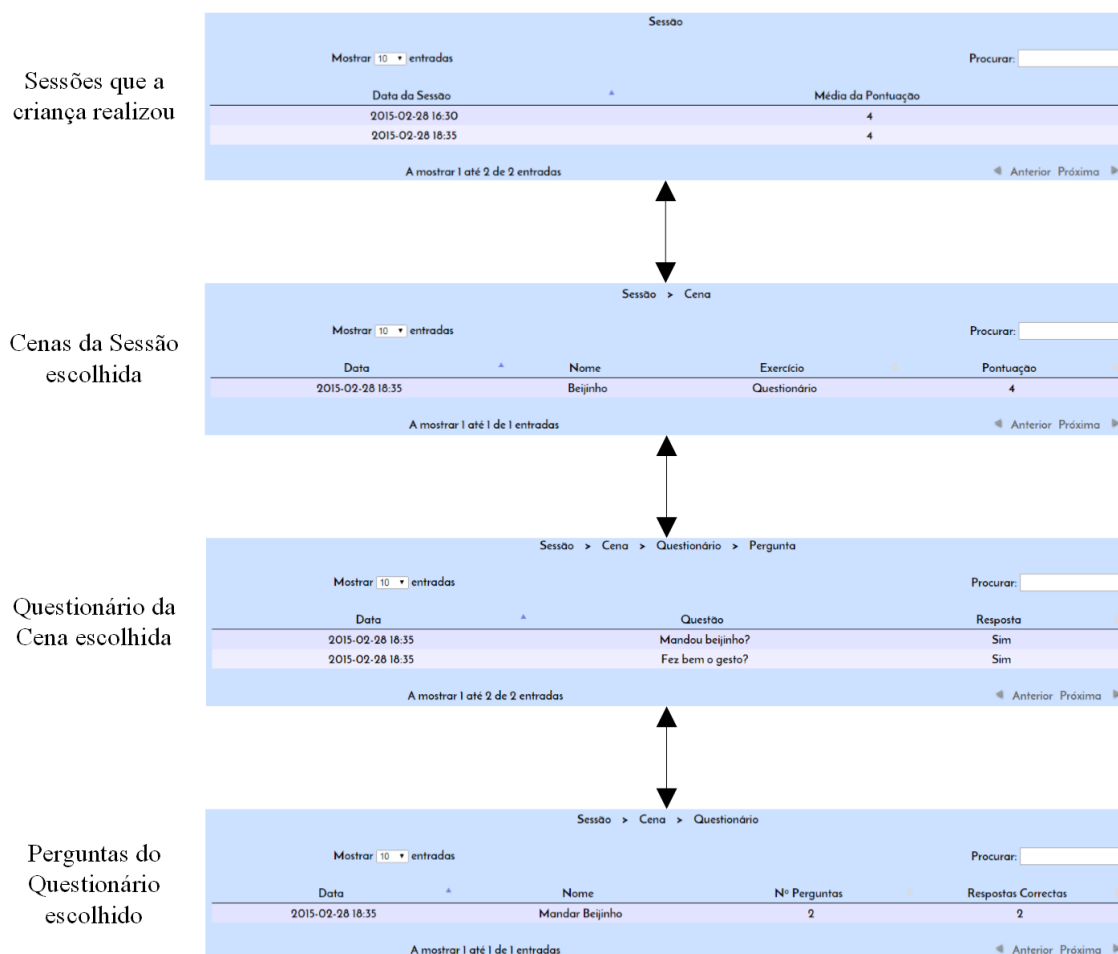 Sessões que a
criança realizou
Sessão
Mostrar 10 entradas
Procurar:
Data da Sessão Média da Pontuação
2015-02-28 16:30 4
2015-02-28 18:35 4
A mostrar 1 até 2 de 2 entradas
Anterior Próxima
Cenas da Sessão
escolhida
Sessão > Cena
Mostrar 10 entradas
Procurar:
Data Nome Exercício Pontuação
2015-02-28 18:35 Beijinho Questionário 4
A mostrar 1 até 1 de 1 entradas
Anterior Próxima
Questionário da
Cena escolhida
Sessão > Cena > Questionário > Pergunta
Mostrar 10 entradas
Procurar:
Data Questão Resposta
2015-02-28 18:35 Mandou beijinho? Sim
2015-02-28 18:35 Fez bem o gesto? Sim
A mostrar 1 até 2 de 2 entradas
Anterior Próxima
Perguntas do
Questionário
escolhido
Sessão > Cena > Questionário
Mostrar 10 entradas
Procurar:
Data Nome Nº Perguntas Respostas Correctas
2015-02-28 18:35 Mandar Beijinho 2 2
A mostrar 1 até 1 de 1 entradas
Anterior Próxima